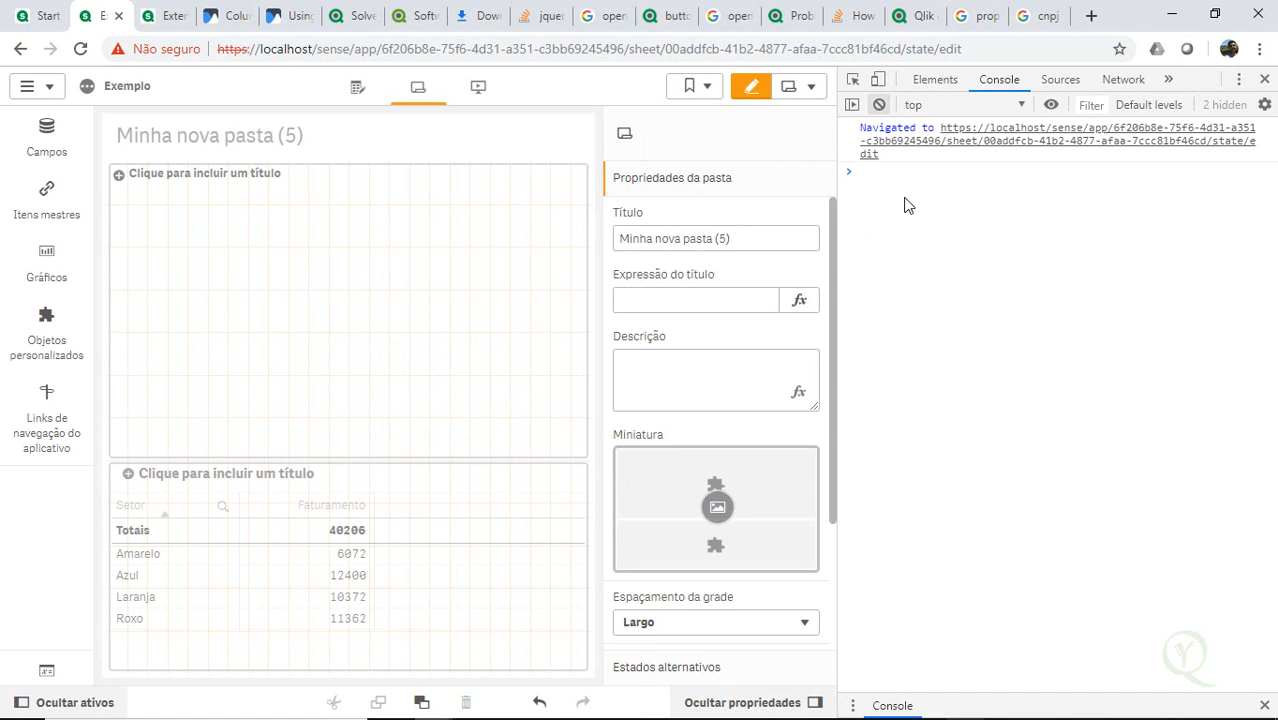 Start
E
Exter
Colu
Using
Solve
Softv
Dow
jquer
open
butto
open
Prob
How
Qlik
prop
cnpj
Não seguro
https://localhost/sense/app/6f206b8e-75f6-4d31-a351-c3bb69245496/sheet/00addfcb-41b2-4877-afaa-7ccc81bf46cd/state/edit
Exemplo
Elements
Console
Sources
Network
top
Filter
Default levels
2 hidden
Navigated to https://localhost/sense/app/6f206b8e-75f6-4d31-a351
-c3bb69245496/sheet/00addfcb-41b2-4877-afaa-7ccc81bf46cd/state/e
dit
Campos
Itens mestres
Gráficos
Objetos
personalizados
Links de
navegação do
aplicativo
Minha nova pasta (5)
Clique para incluir um título
Clique para incluir um título
Setor Faturamento
Totais 40206
Amarelo 6072
Azul 12400
Laranja 10372
Roxo 11362
Propriedades da pasta
Título
Minha nova pasta (5)
Expressão do título
fx
Descrição
fx
Miniatura
Espaçamento da grade
Largo
Estados alternativos
Ocultar ativos
Ocultar propriedades
Console